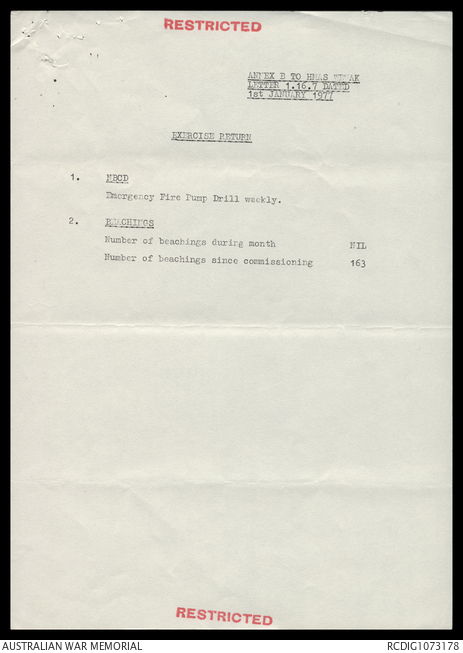 RESTRICTED
ANNEX B TO HMAS
LETTER 1.16.7 DATED
1st JANUARY 1977
EXERCISE RETURN
1. NBCD
Emergency Fire Pump Drill weekly.
2. BEACHINGS
Number of beachings during month NIL
Number of beachings since commissioning 163
RESTRICTED
AUSTRALIAN WAR MEMORIAL RCDIG1073178